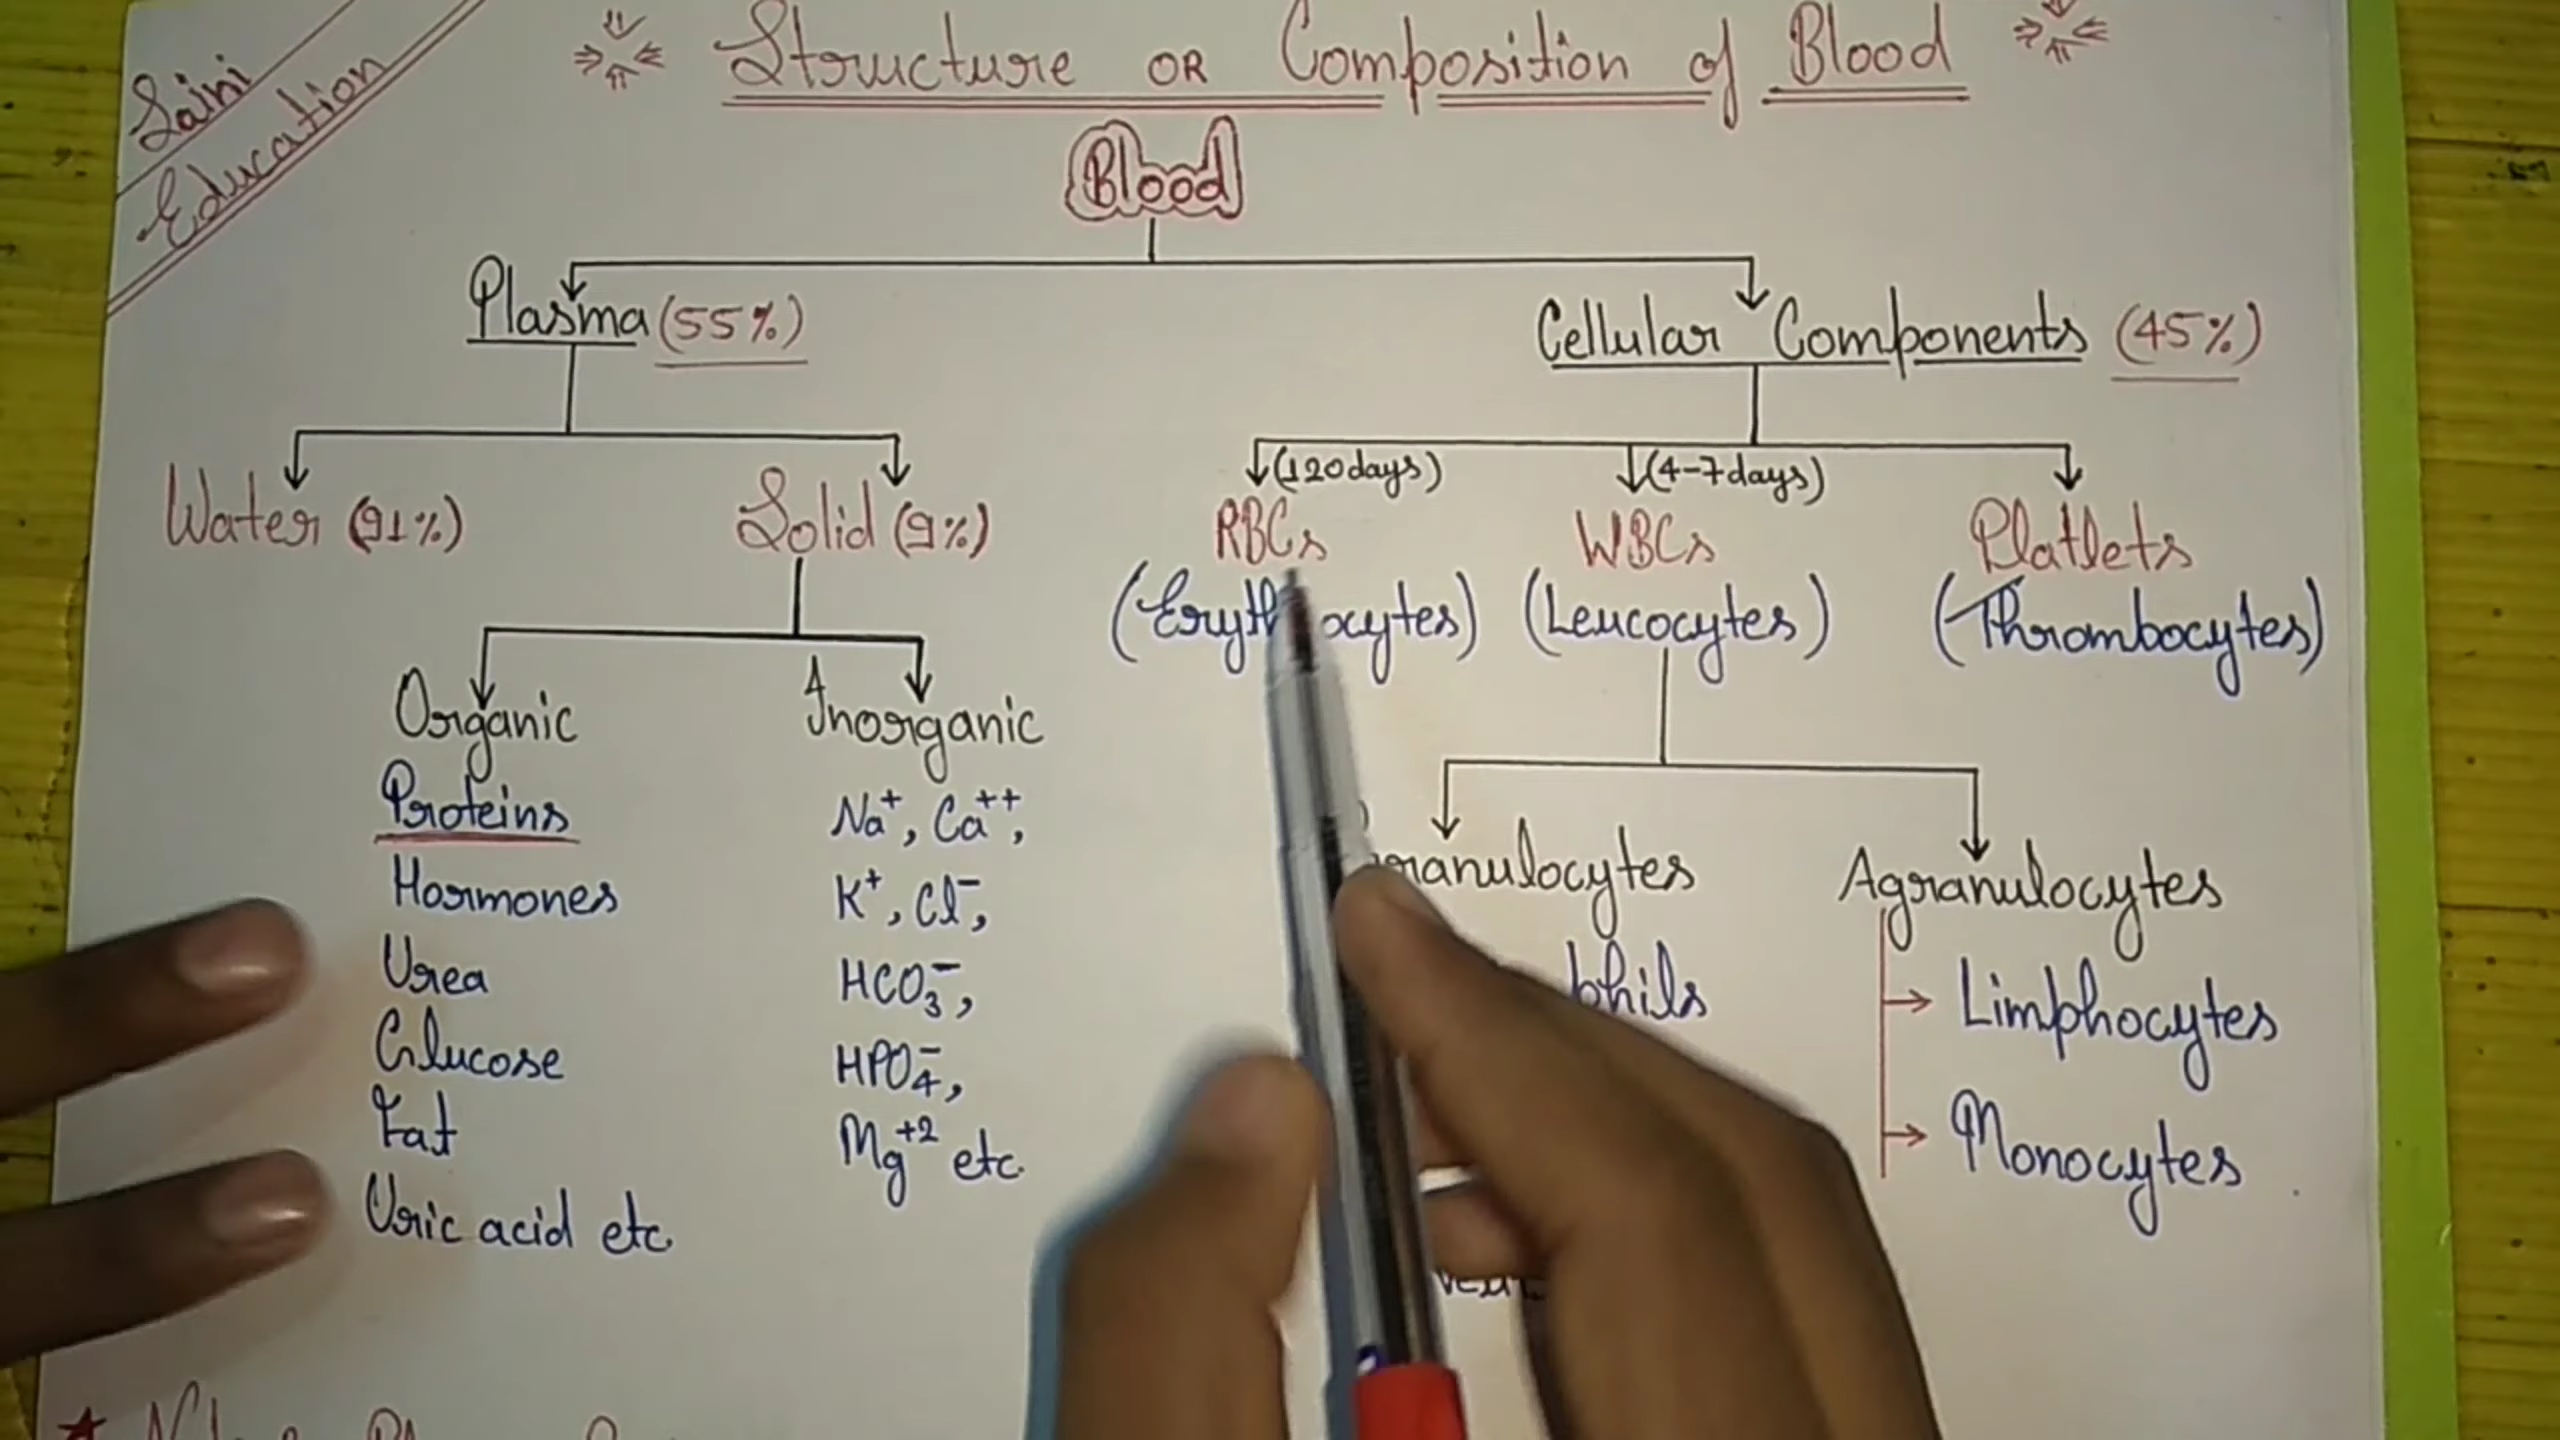 Saini
Education
Structure OR Composition of Blood
Blood
Plasma (55%)
Cellular Components (45%)
Water (91%)
Solid (9%)
(120days)
(4-7days)
RBCs
WBCs
Platlets
(Leucocytes)
(Thrombocytes)
Organic
Inorganic
Proteins
Na⁺, Ca⁺⁺,
Hormones
K⁺, Cl⁻,
Urea
HCO₃⁻,
Glucose
HPO₄⁻,
Fat
Mg⁺² etc.
Uric acid etc.
Agranulocytes
Limphocytes
Monocytes